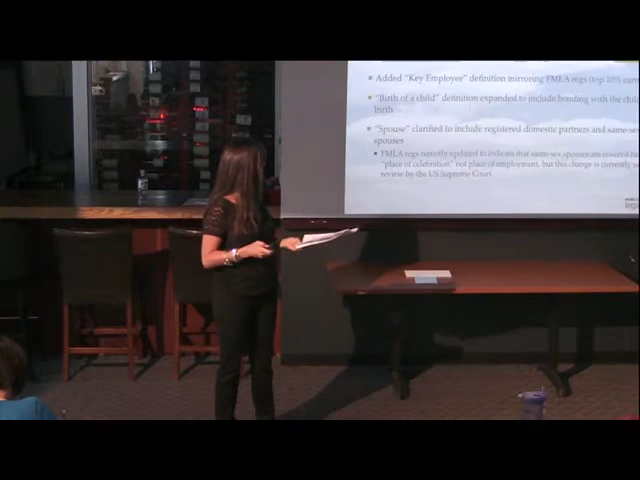 ▪ Added "Key Employee" definition mirroring FMLA regs (top 10%
▪ "Birth of a child" definition expanded to include bonding with the
birth
▪ "Spouse" clarified to include registered domestic partners and
spouses
▪ FMLA regs recently updated to indicate that same-sex spouses are covered
"place of celebration" not place of employment, but this change is currently
review by the US Supreme Court